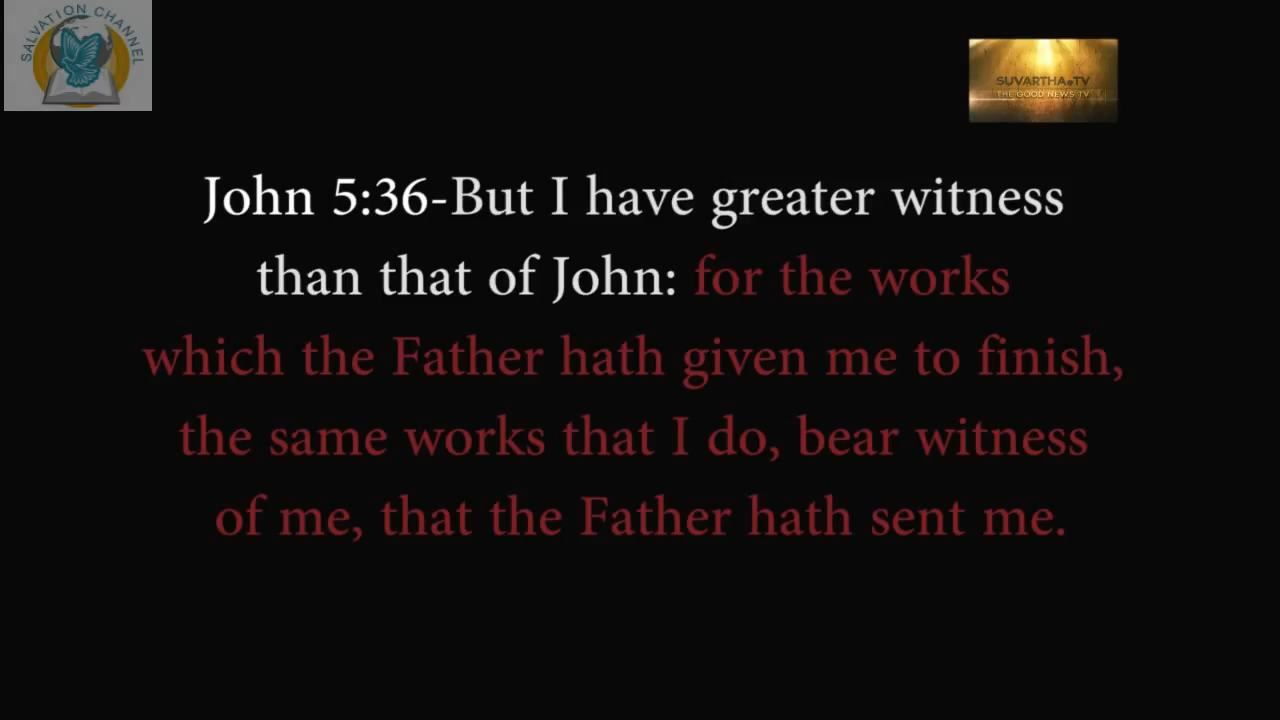 SALVATION CHANNEL
SUVARTHA TV
THE GOOD NEWS TV
John 5:36-But I have greater witness
than that of John: for the works
which the Father hath given me to finish,
the same works that I do, bear witness
of me, that the Father hath sent me.